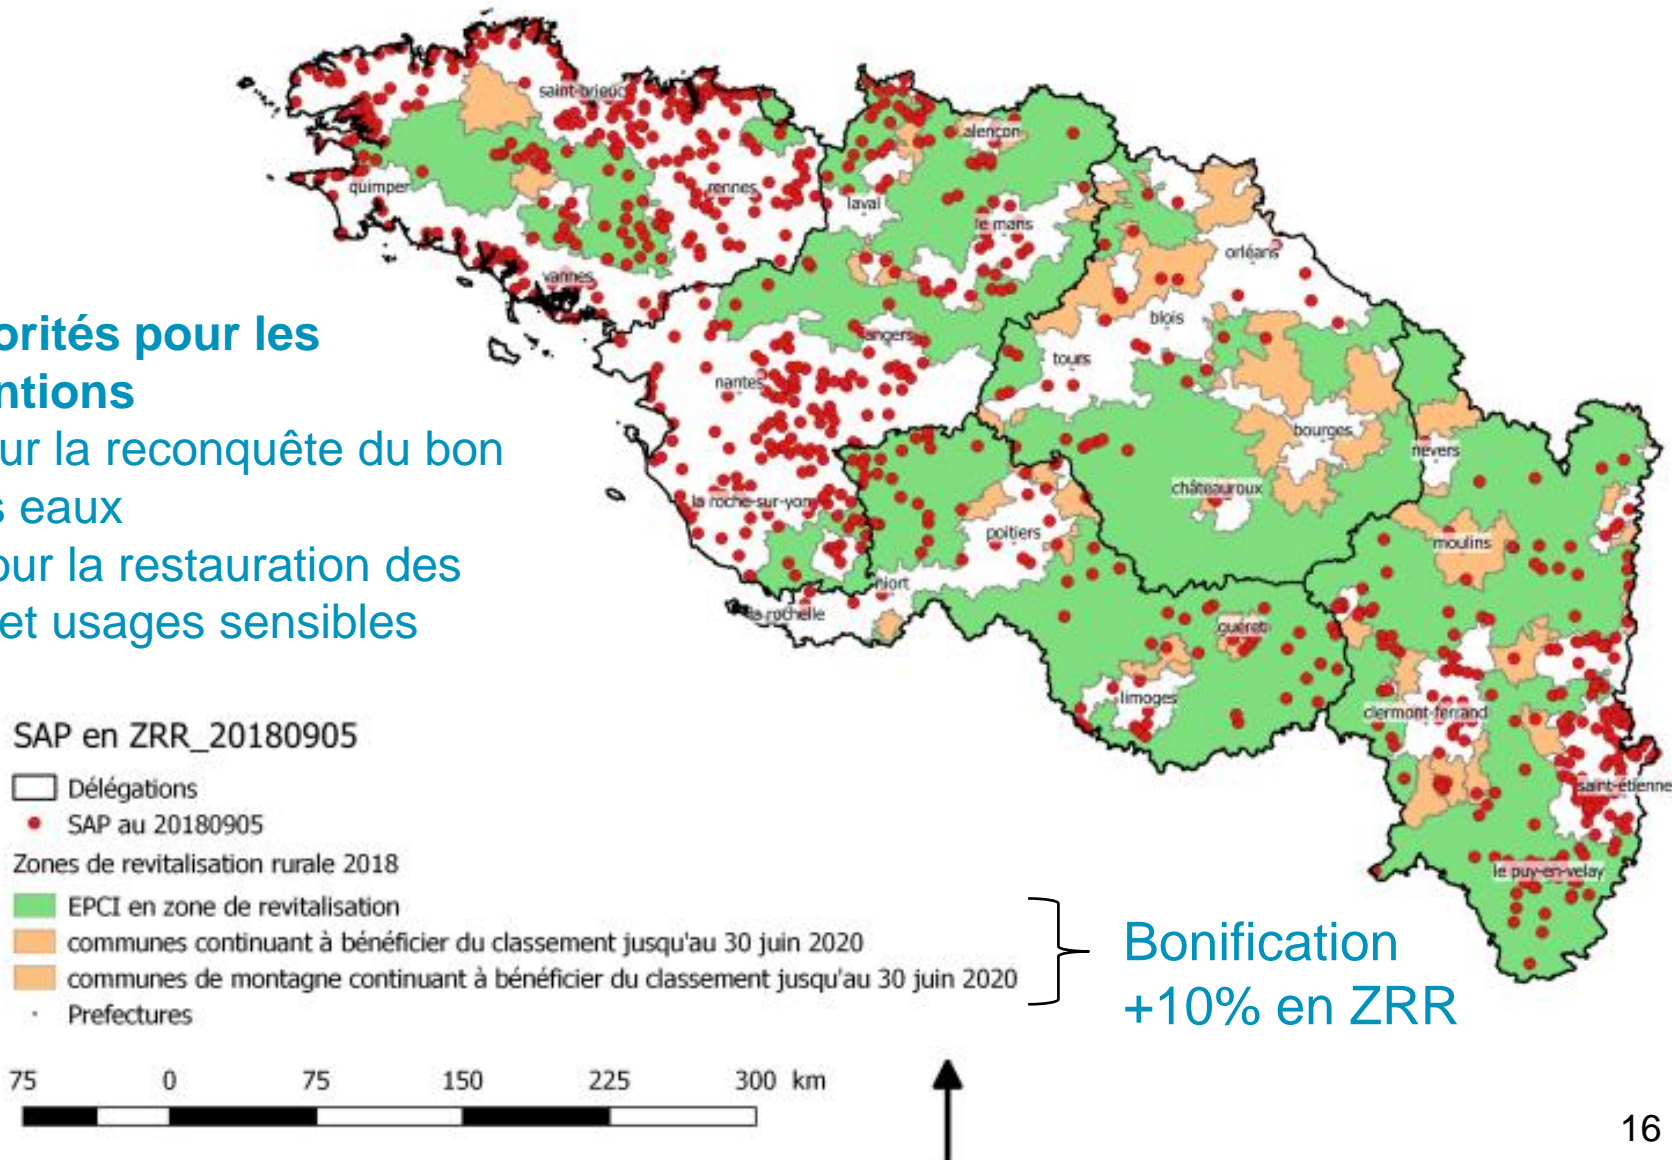 orités pour les
ntions
ur la reconquête du bon
s eaux
our la restauration des
et usages sensibles
saint-brieuc
alençon
quimper
rennes
laval
le mans
orléans
vannes
blois
angers
tours
nantes
bourges
nevers
châteauroux
la roche-sur-yon
poitiers
moulins
niort
la rochelle
guéret
limoges
clermont-ferrand
saint-étienne
le puy-en-velay
SAP en ZRR_20180905
Délégations
SAP au 20180905
Zones de revitalisation rurale 2018
EPCI en zone de revitalisation
communes continuant à bénéficier du classement jusqu'au 30 juin 2020
communes de montagne continuant à bénéficier du classement jusqu'au 30 juin 2020
Prefectures
Bonification
+10% en ZRR
75 0 75 150 225 300 km
16